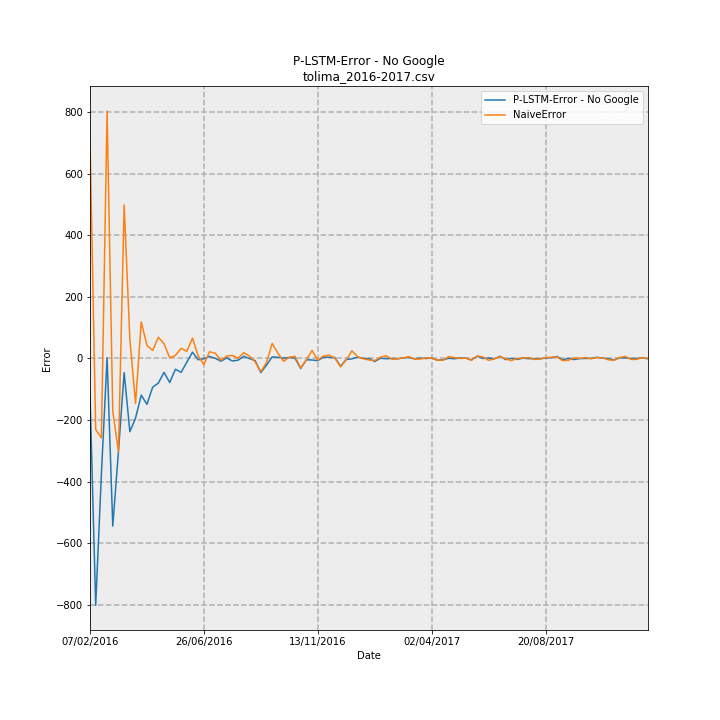 P-LSTM-Error - No Google
tolima_2016-2017.csv
P-LSTM-Error - No Google
NaiveError
800
600
400
200
0
−200
−400
−600
−800
Error
07/02/2016
26/06/2016
13/11/2016
02/04/2017
20/08/2017
Date